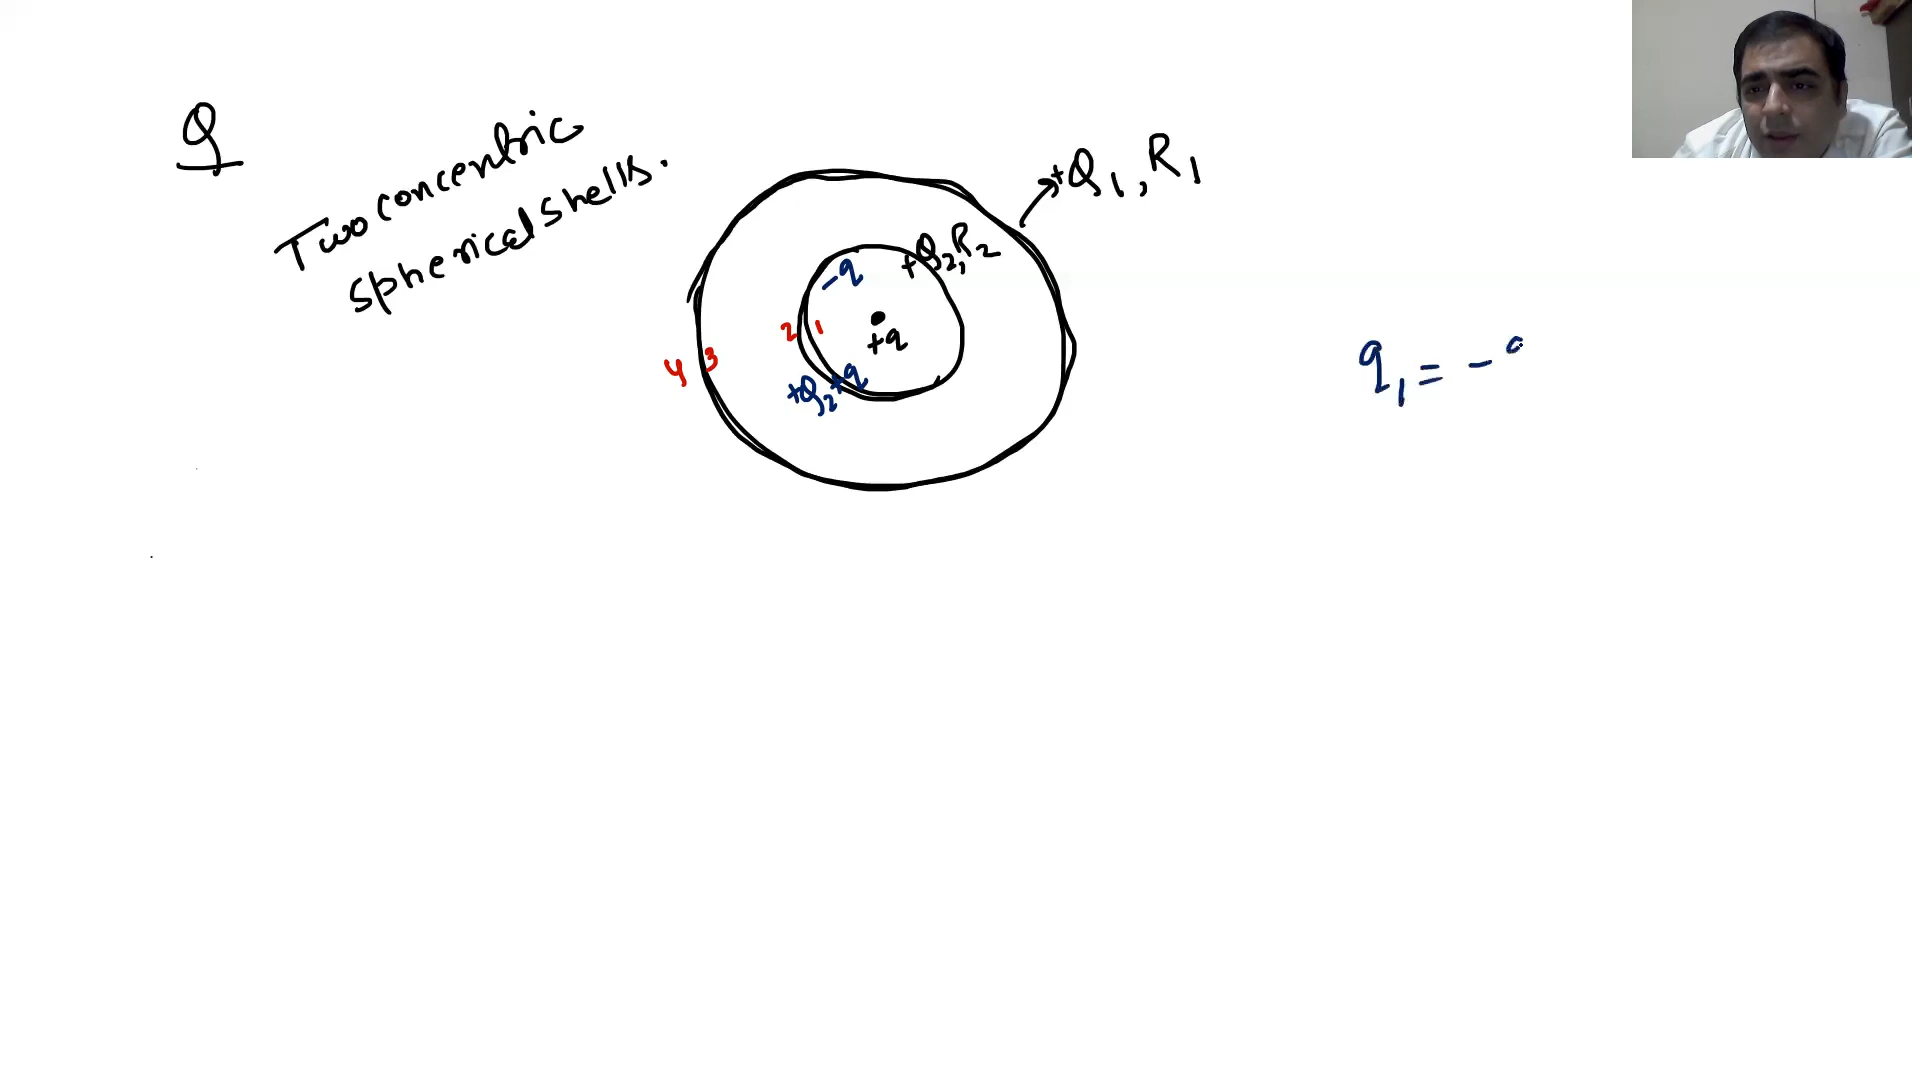 Q
Two concentric
spherical shells.
+Q1, R1
+Q2, R2
-q
2 1
+q
4 3
+Q2+q
q1 = -